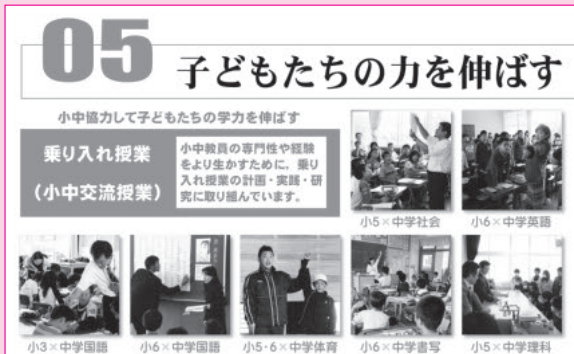 05
子どもたちの力を伸ばす
小中協力して子どもたちの学力を伸ばす
乗り入れ授業
(小中交流授業)
小中教員の専門性や経験
をより生かすために，乗り
入れ授業の計画・実践・研
究に取り組んでいます。
小5×中学社会
小6×中学英語
小3×中学国語
小6×中学国語
小5・6×中学体育
小6×中学書写
小5×中学理科